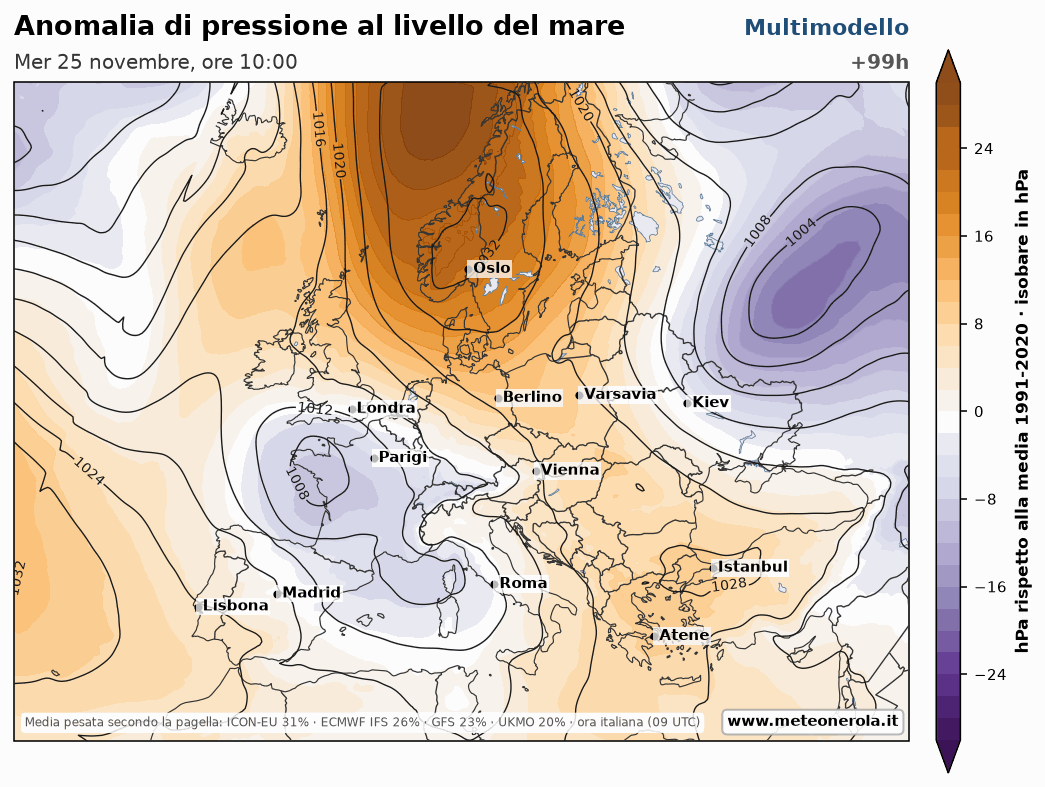 Anomalia di pressione al livello del mare
Multimodello
Mer 25 novembre, ore 10:00
+99h
1016
1020
1020
1008
1004
1032
Oslo
24
16
8
0
−8
−16
−24
hPa rispetto alla media 1991-2020 · isobare in hPa
Berlino
Varsavia
Kiev
1012
Londra
Parigi
Vienna
1024
1008
1032
Istanbul
1028
Roma
Madrid
Lisbona
Atene
Media pesata secondo la pagella: ICON-EU 31% · ECMWF IFS 26% · GFS 23% · UKMO 20% · ora italiana (09 UTC)
www.meteonerola.it